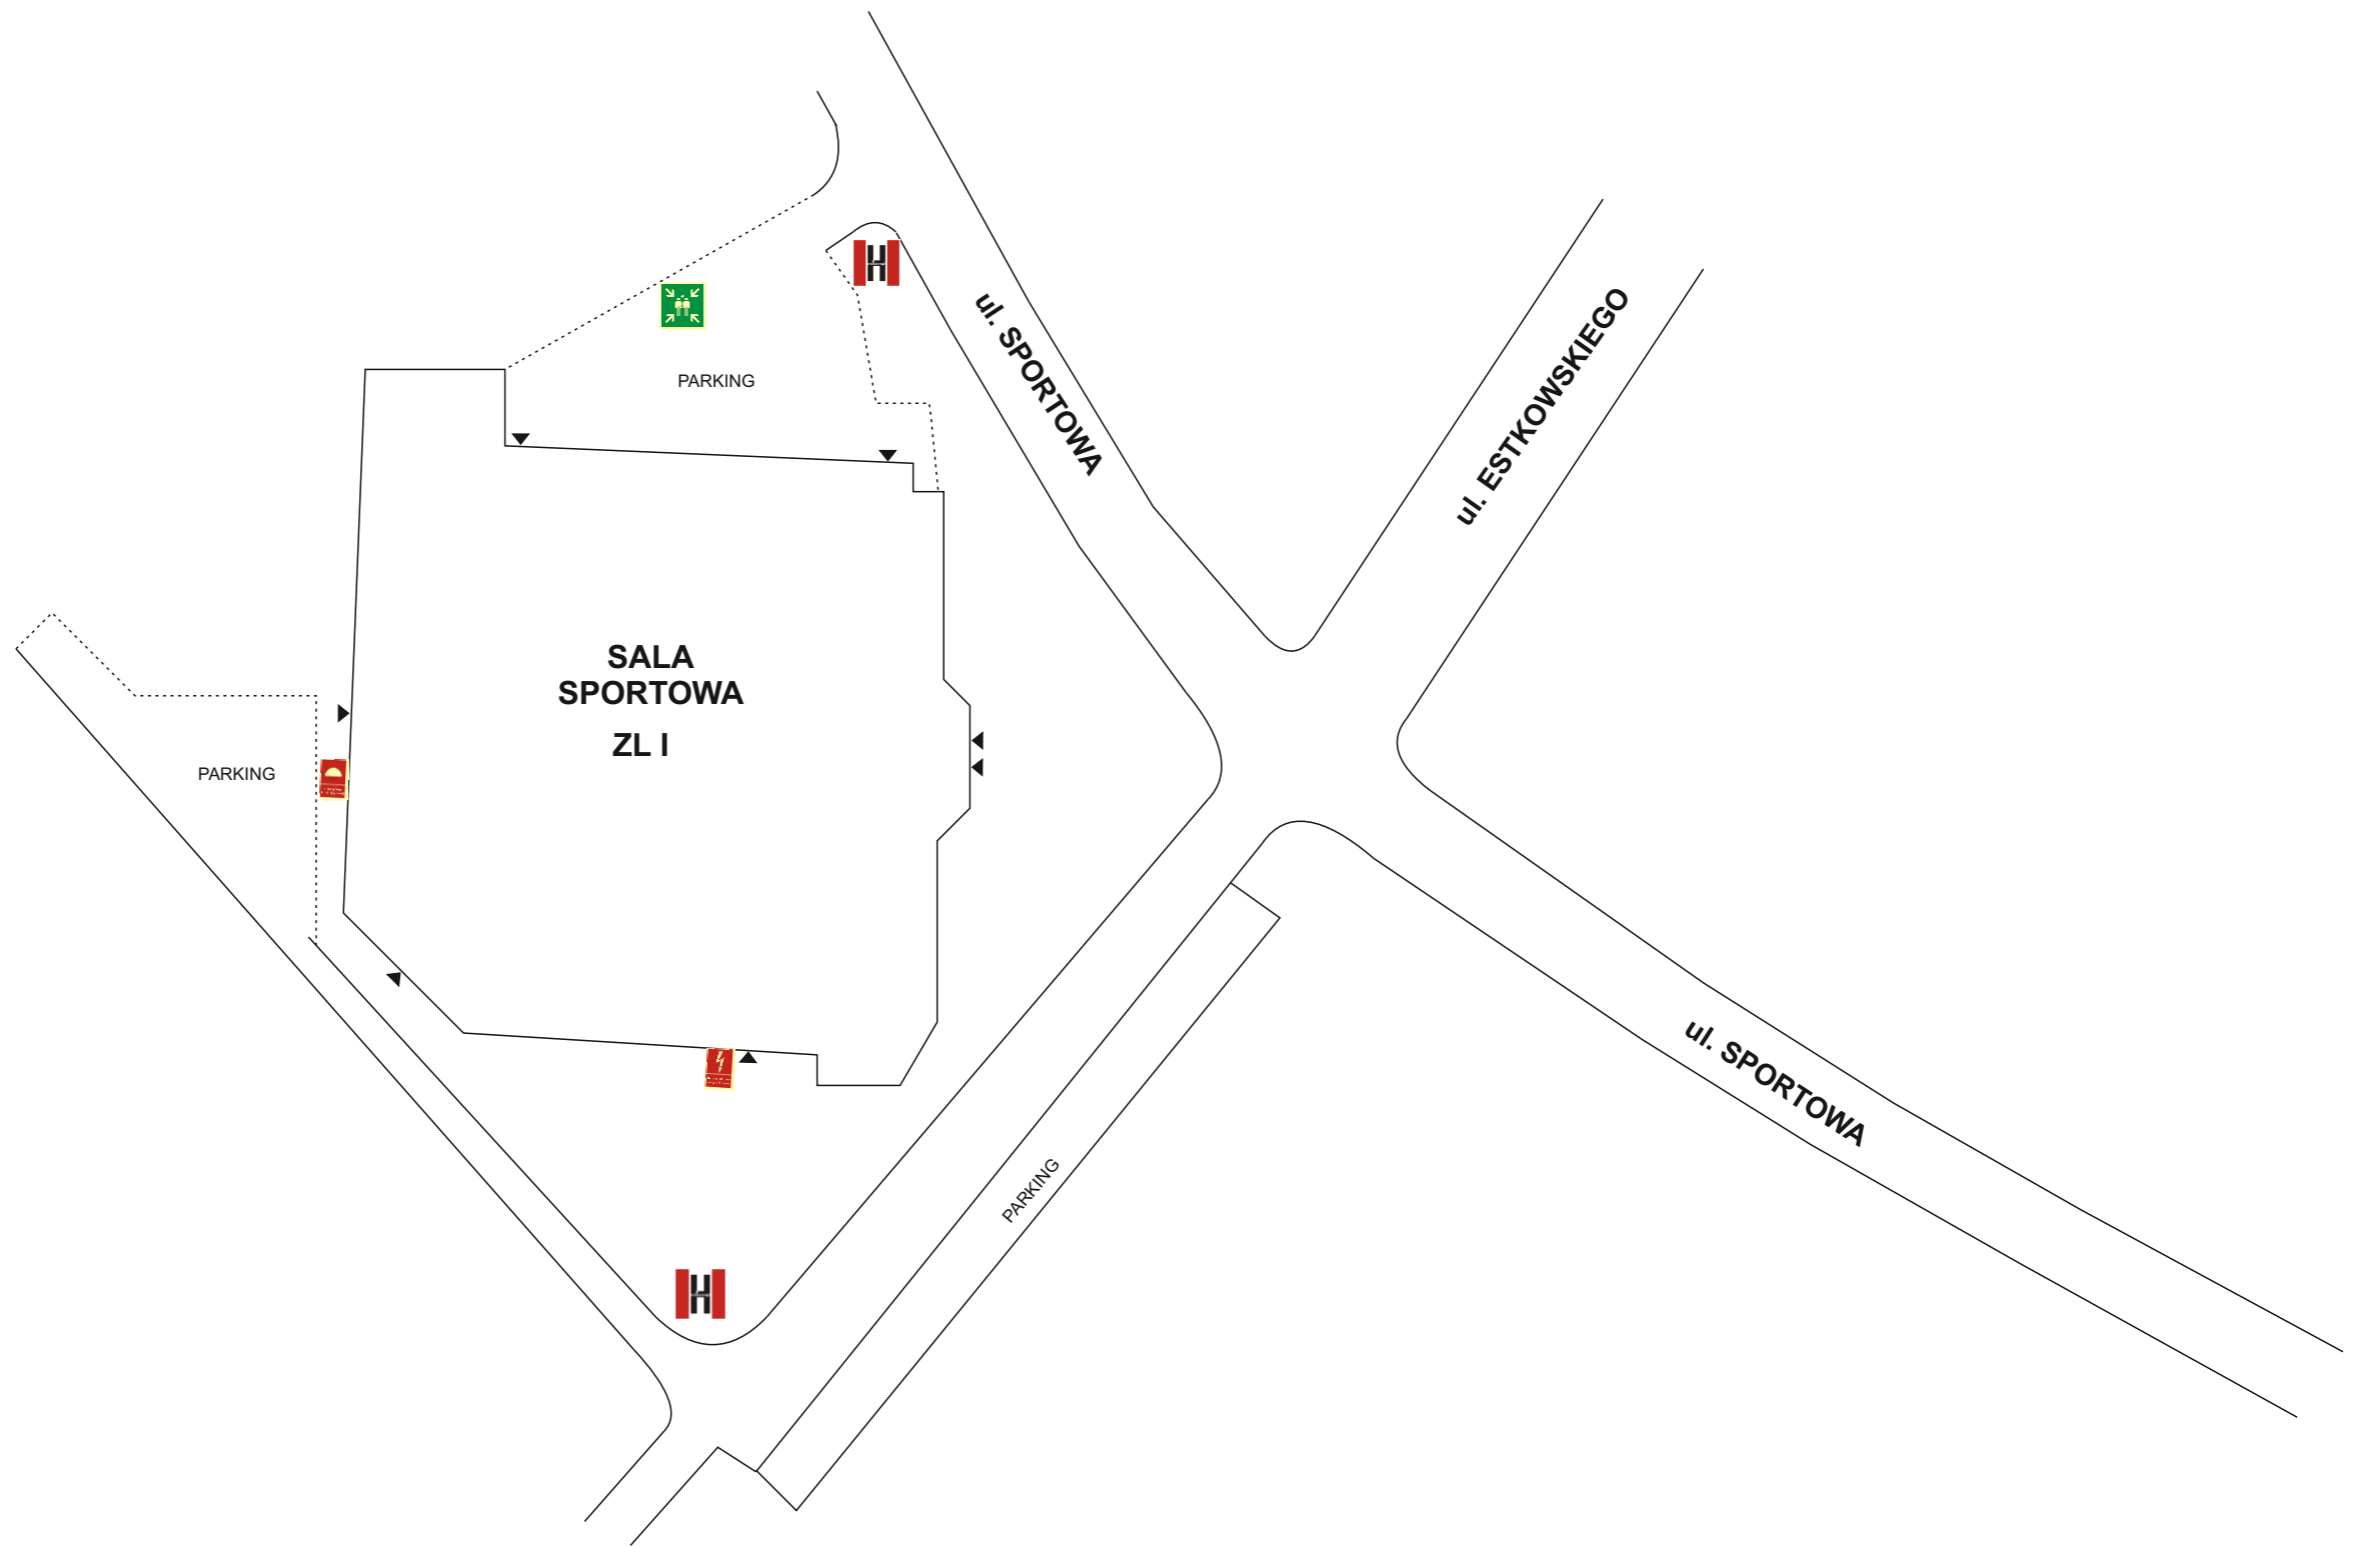 ul. SPORTOWA
ul. ESTKOWSKIEGO
PARKING
SALA
SPORTOWA
ZL I
PARKING
ul. SPORTOWA
PARKING
H
H